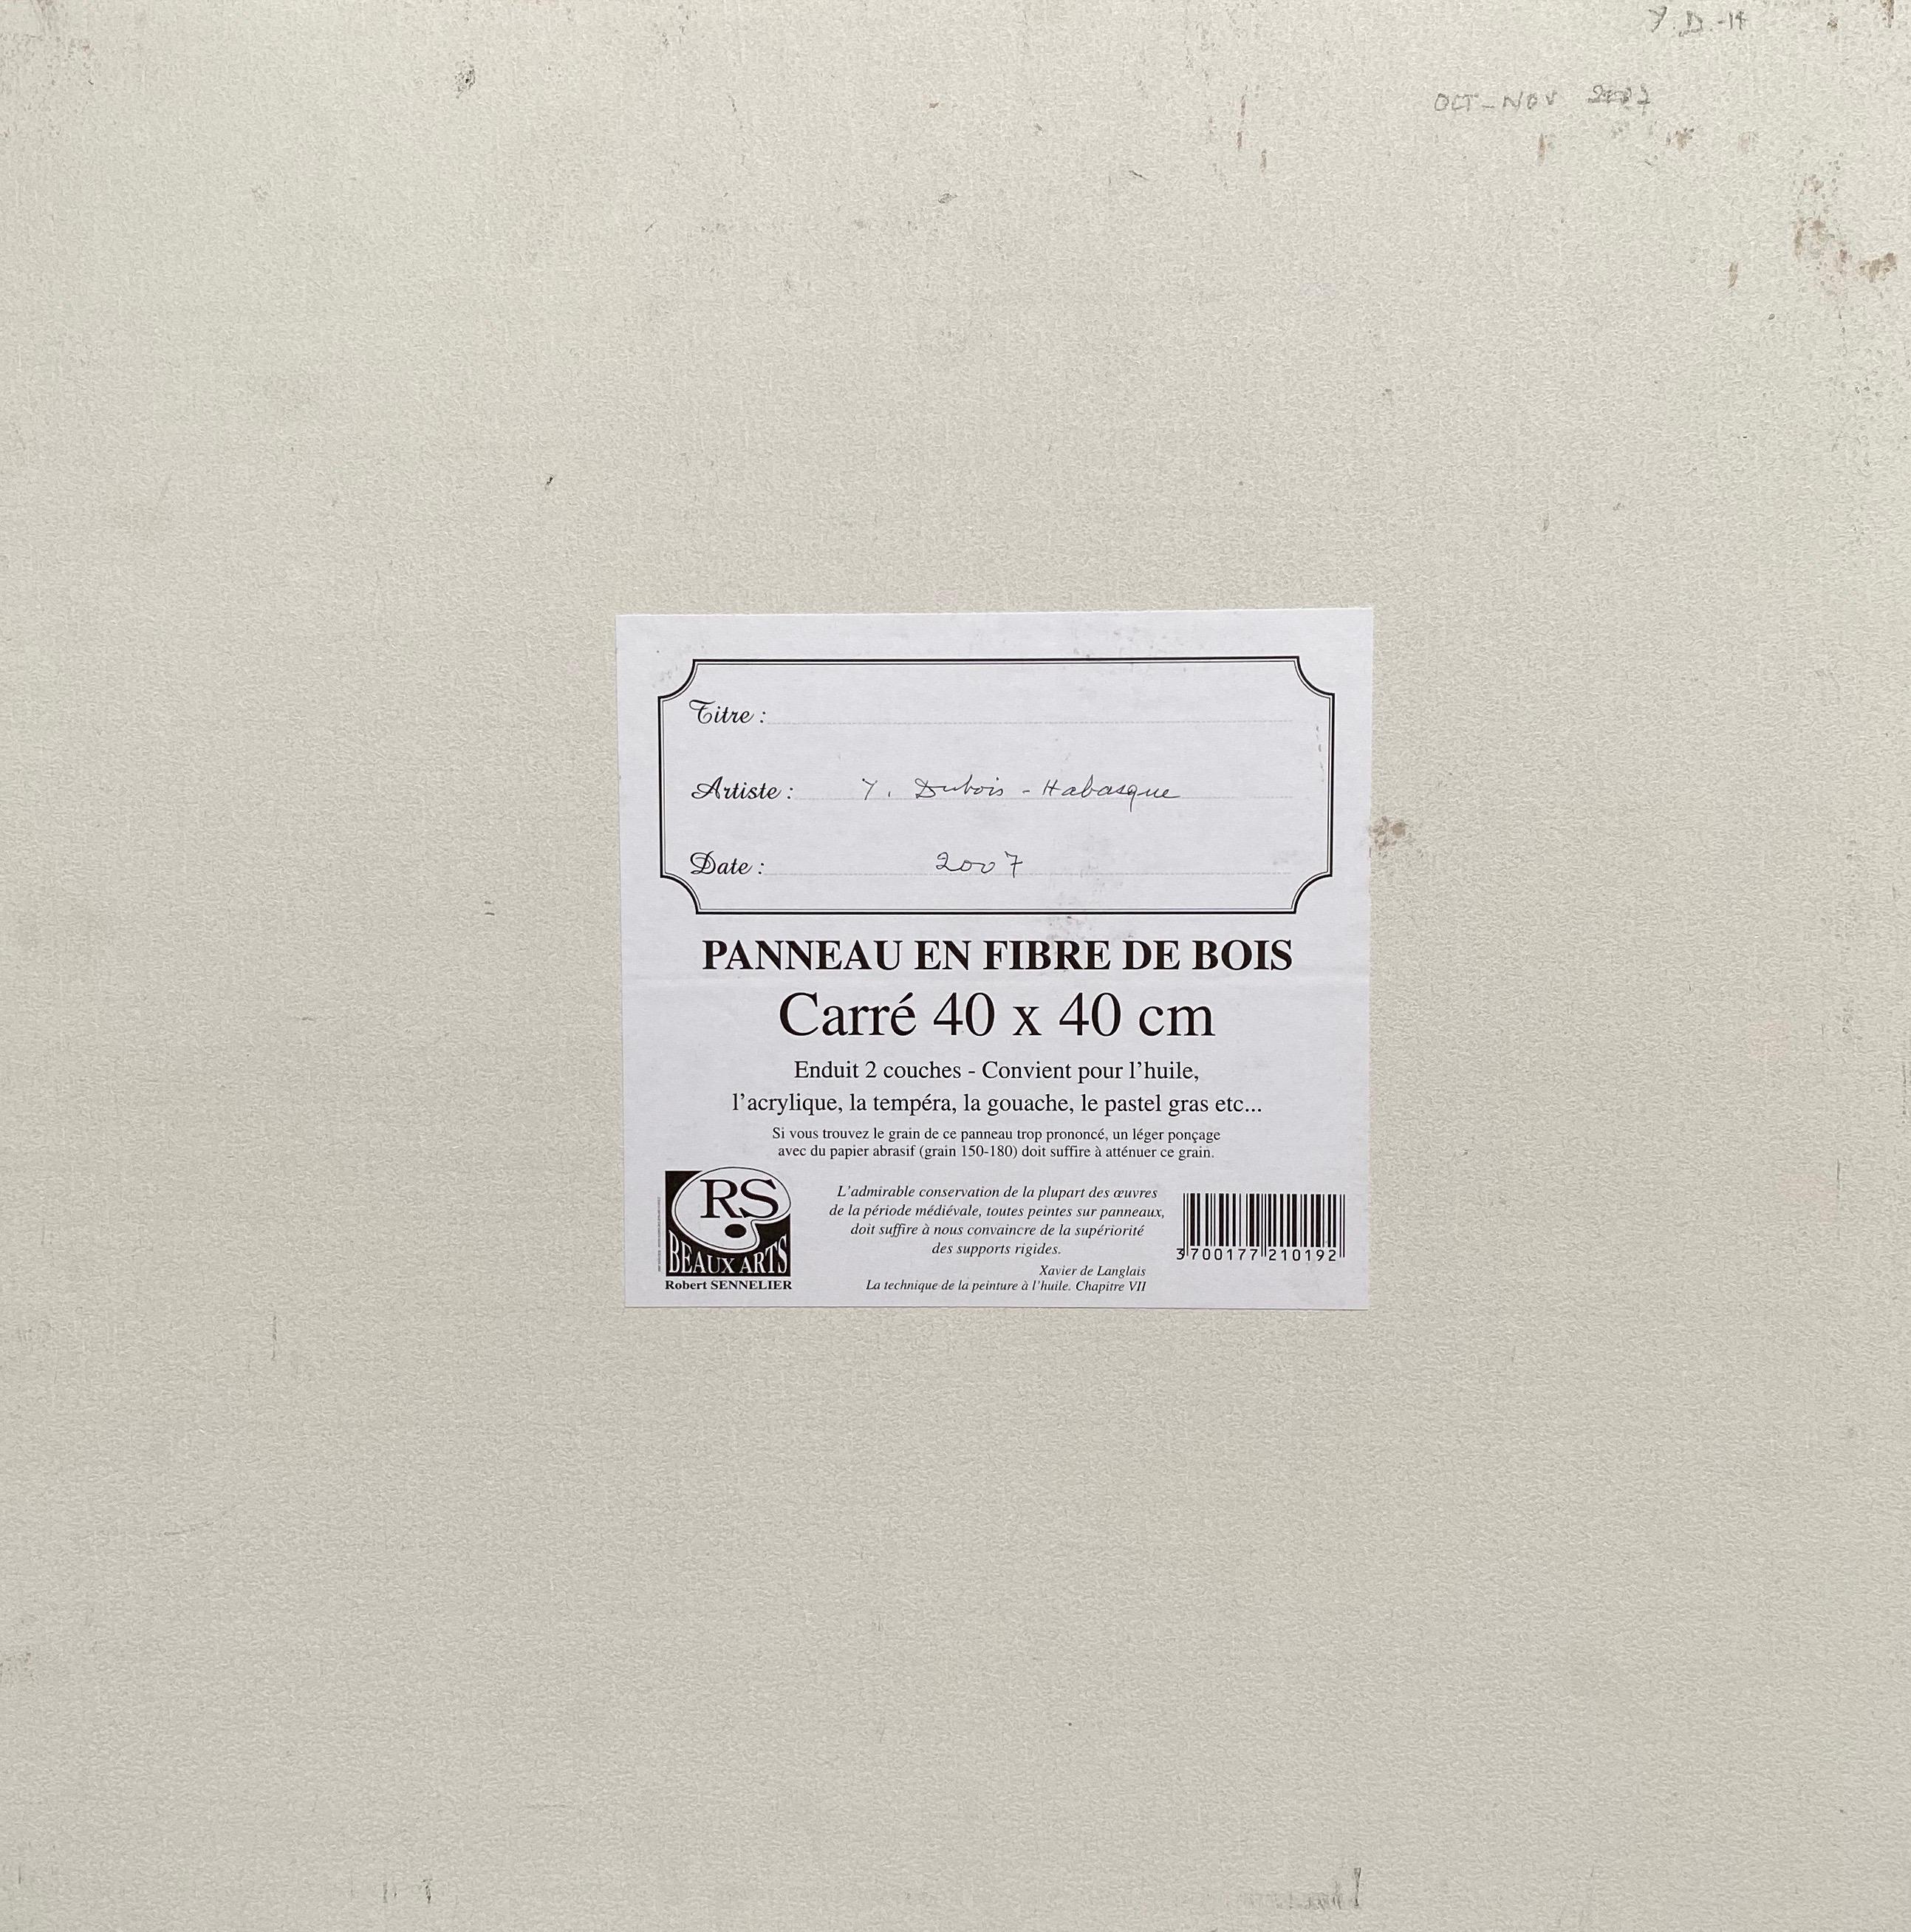 Y.D.-H
OCT-NOV 2007
Titre :
Artiste : Y. Dubois - Habasque
Date : 2007
PANNEAU EN FIBRE DE BOIS
Carré 40 x 40 cm
Enduit 2 couches - Convient pour l'huile,
l'acrylique, la tempéra, la gouache, le pastel gras etc...
Si vous trouvez le grain de ce panneau trop prononcé, un léger ponçage
avec du papier abrasif (grain 150-180) doit suffire à atténuer ce grain.
RS
BEAUX ARTS
Robert SENNELIER
L'admirable conservation de la plupart des œuvres
de la période médiévale, toutes peintes sur panneaux,
doit suffire à nous convaincre de la supériorité
des supports rigides.
Xavier de Langlais
La technique de la peinture à l'huile. Chapitre VII
3 700177 210192